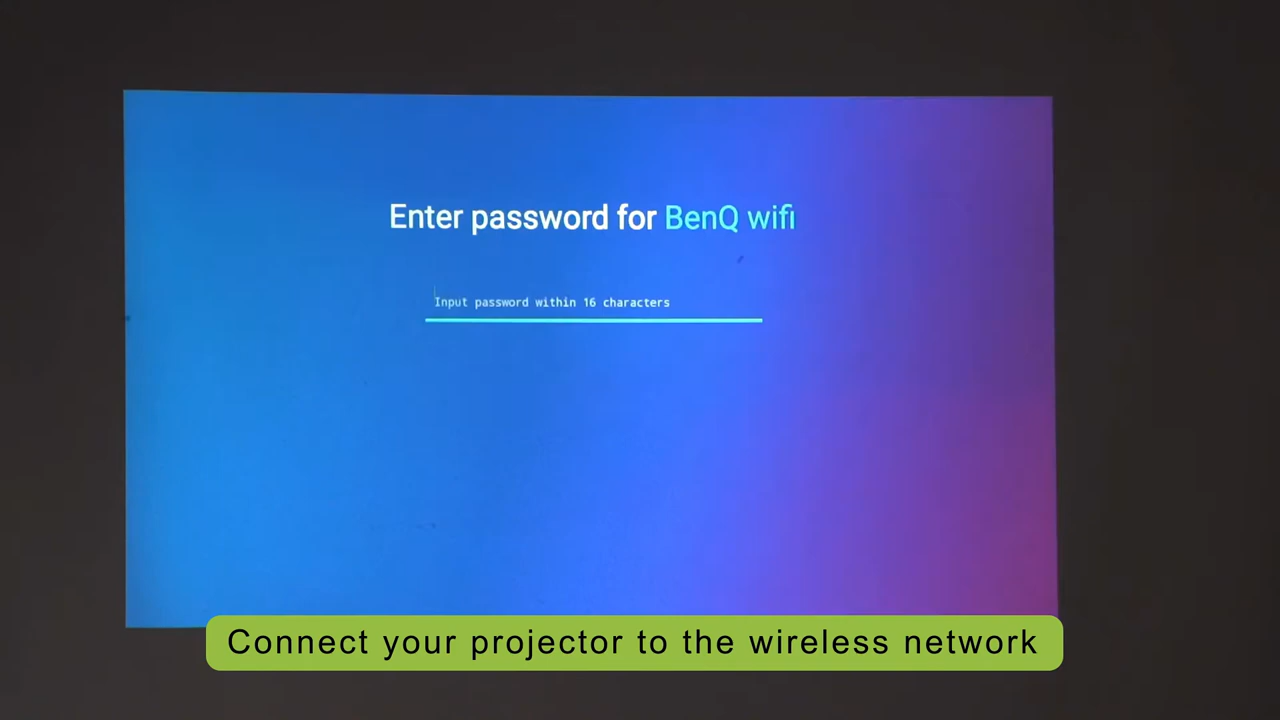 Enter password for BenQ wifi
Input password within 16 characters
Connect your projector to the wireless network